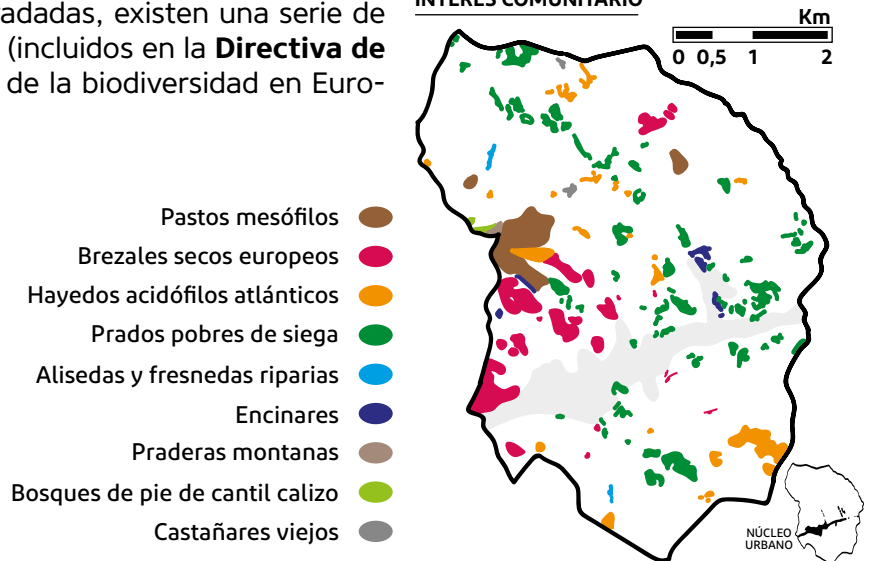 radadas, existen una serie de
(incluidos en la Directiva de
de la biodiversidad en Euro-
INTERÉS COMUNITARIO
Km
0 0,5 1 2
Pastos mesófilos
Brezales secos europeos
Hayedos acidófilos atlánticos
Prados pobres de siega
Alisedas y fresnedas riparias
Encinares
Praderas montanas
Bosques de pie de cantil calizo
Castañares viejos
NÚCLEO
URBANO